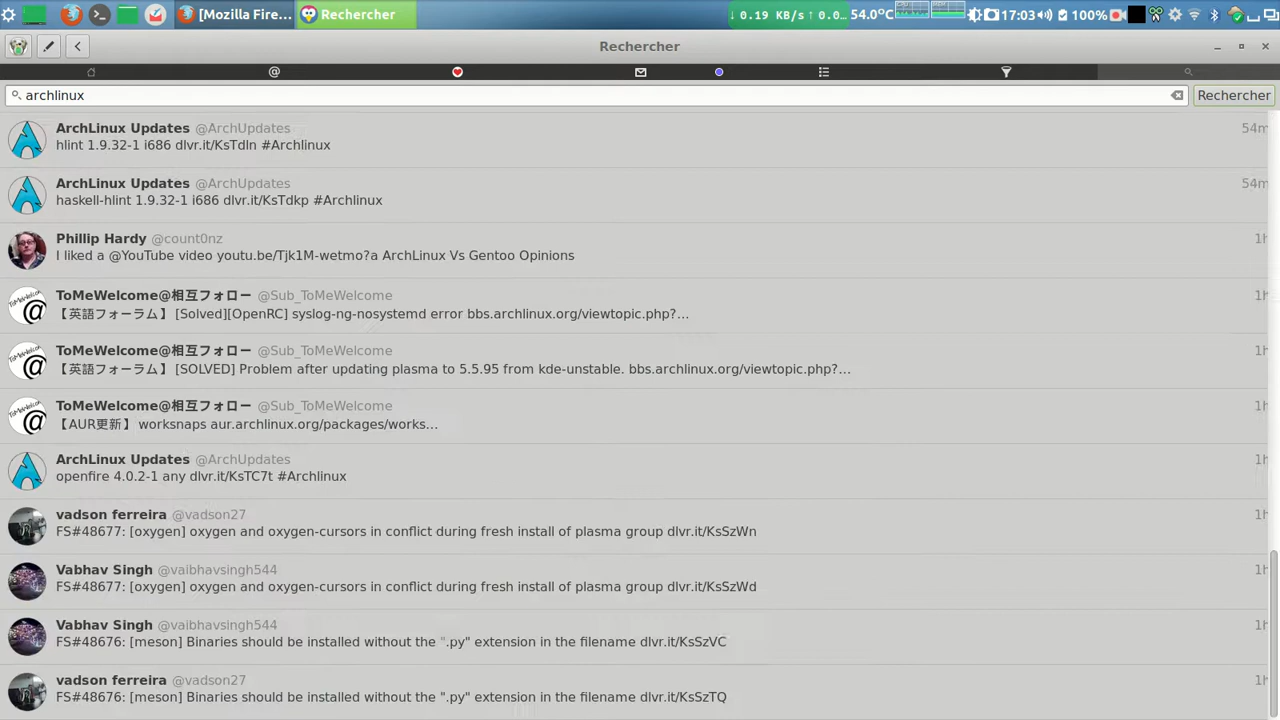 [Mozilla Fire...
Rechercher
↓ 0.19 KB/s ↑ 0.0...
54.0°C
17:03
100%
Rechercher
archlinux
Rechercher
ArchLinux Updates @ArchUpdates 54m
hlint 1.9.32-1 i686 dlvr.it/KsTdln #Archlinux
ArchLinux Updates @ArchUpdates 54m
haskell-hlint 1.9.32-1 i686 dlvr.it/KsTdkp #Archlinux
Phillip Hardy @count0nz 1h
I liked a @YouTube video youtu.be/Tjk1M-wetmo?a ArchLinux Vs Gentoo Opinions
ToMeWelcome@相互フォロー @Sub_ToMeWelcome 1h
【英語フォーラム】 [Solved][OpenRC] syslog-ng-nosystemd error bbs.archlinux.org/viewtopic.php?…
ToMeWelcome@相互フォロー @Sub_ToMeWelcome 1h
【英語フォーラム】 [SOLVED] Problem after updating plasma to 5.5.95 from kde-unstable. bbs.archlinux.org/viewtopic.php?…
ToMeWelcome@相互フォロー @Sub_ToMeWelcome 1h
【AUR更新】 worksnaps aur.archlinux.org/packages/works…
ArchLinux Updates @ArchUpdates 1h
openfire 4.0.2-1 any dlvr.it/KsTC7t #Archlinux
vadson ferreira @vadson27 1h
FS#48677: [oxygen] oxygen and oxygen-cursors in conflict during fresh install of plasma group dlvr.it/KsSzWn
Vabhav Singh @vaibhavsingh544 1h
FS#48677: [oxygen] oxygen and oxygen-cursors in conflict during fresh install of plasma group dlvr.it/KsSzWd
Vabhav Singh @vaibhavsingh544 1h
FS#48676: [meson] Binaries should be installed without the ".py" extension in the filename dlvr.it/KsSzVC
vadson ferreira @vadson27 1h
FS#48676: [meson] Binaries should be installed without the ".py" extension in the filename dlvr.it/KsSzTQ